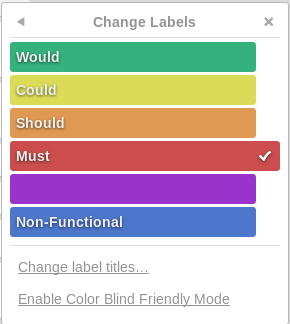 Change Labels
Would
Could
Should
Must
Non-Functional
Change label titles…
Enable Color Blind Friendly Mode